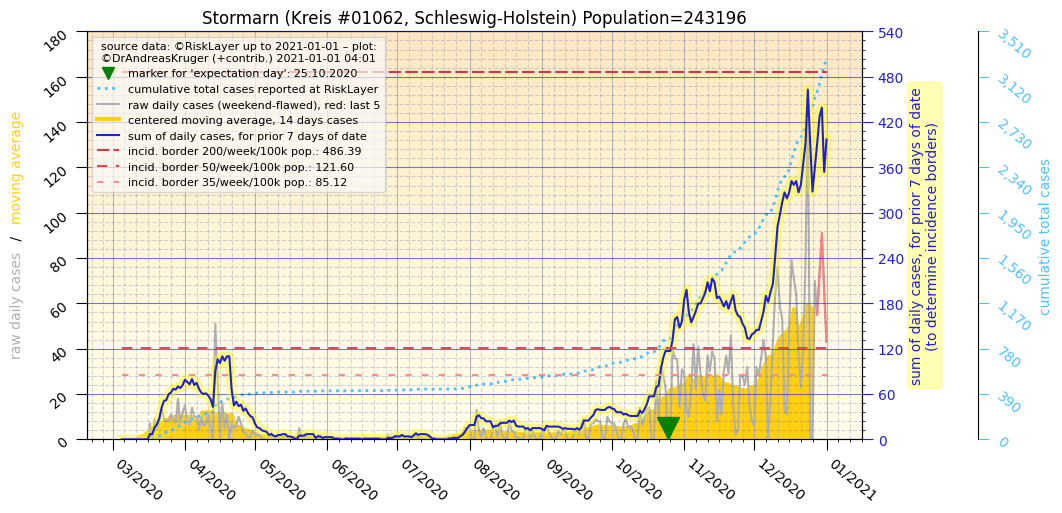 Stormarn (Kreis #01062, Schleswig-Holstein) Population=243196
source data: ©RiskLayer up to 2021-01-01 – plot:
©DrAndreasKruger (+contrib.) 2021-01-01 04:01
marker for 'expectation day': 25.10.2020
cumulative total cases reported at RiskLayer
raw daily cases (weekend-flawed), red: last 5
centered moving average, 14 days cases
sum of daily cases, for prior 7 days of date
incid. border 200/week/100k pop.: 486.39
incid. border 50/week/100k pop.: 121.60
incid. border 35/week/100k pop.: 85.12
raw daily cases / moving average
180
160
140
120
100
80
60
40
20
0
03/2020
04/2020
05/2020
06/2020
07/2020
08/2020
09/2020
10/2020
11/2020
12/2020
01/2021
540
480
420
360
300
240
180
120
60
0
sum of daily cases, for prior 7 days of date
(to determine incidence borders)
3,510
3,120
2,730
2,340
1,950
1,560
1,170
780
390
0
cumulative total cases